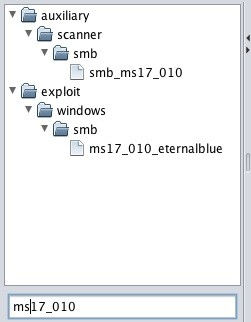 auxiliary
scanner
smb
smb_ms17_010
exploit
windows
smb
ms17_010_eternalblue
ms17_010